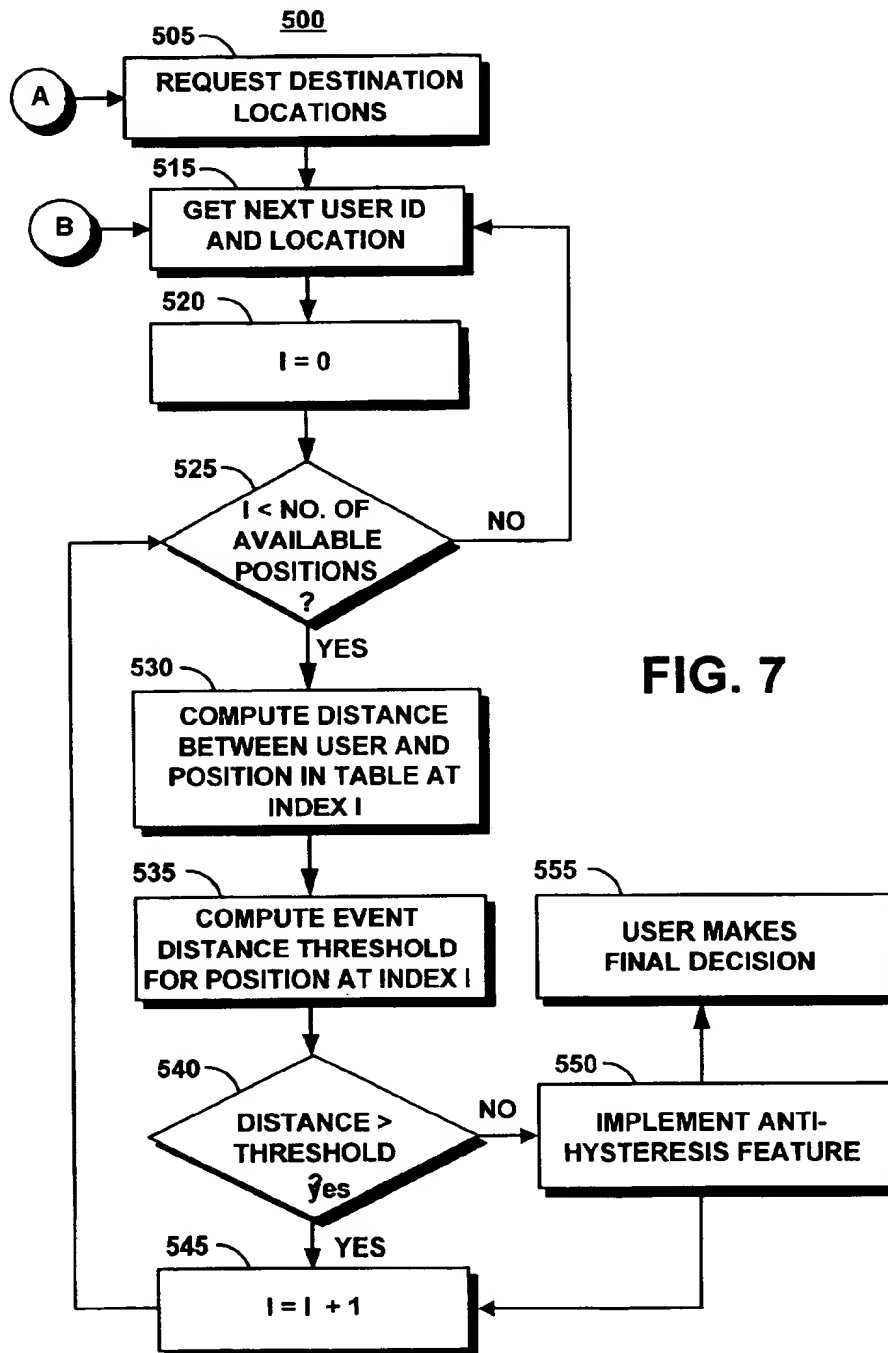 500
505
A
REQUEST DESTINATION
LOCATIONS
515
B
GET NEXT USER ID
AND LOCATION
520
I = 0
525
I < NO. OF
AVAILABLE
POSITIONS
?
NO
YES
530
COMPUTE DISTANCE
BETWEEN USER AND
POSITION IN TABLE AT
INDEX I
FIG. 7
535
COMPUTE EVENT
DISTANCE THRESHOLD
FOR POSITION AT INDEX I
555
USER MAKES
FINAL DECISION
540
DISTANCE >
THRESHOLD
?
yes
NO
550
IMPLEMENT ANTI-
HYSTERESIS FEATURE
YES
545
I = I + 1